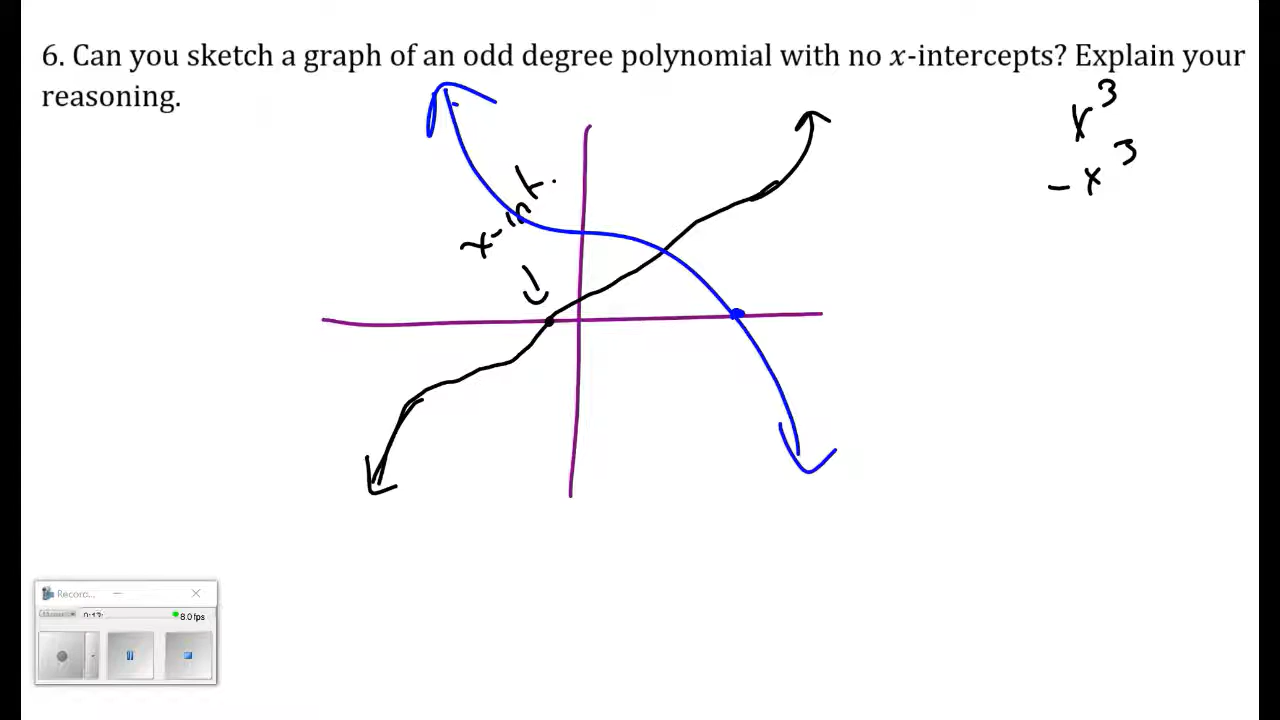 6. Can you sketch a graph of an odd degree polynomial with no x-intercepts? Explain your
reasoning.
x³
-x³
x-int.
Record...
8.0 fps